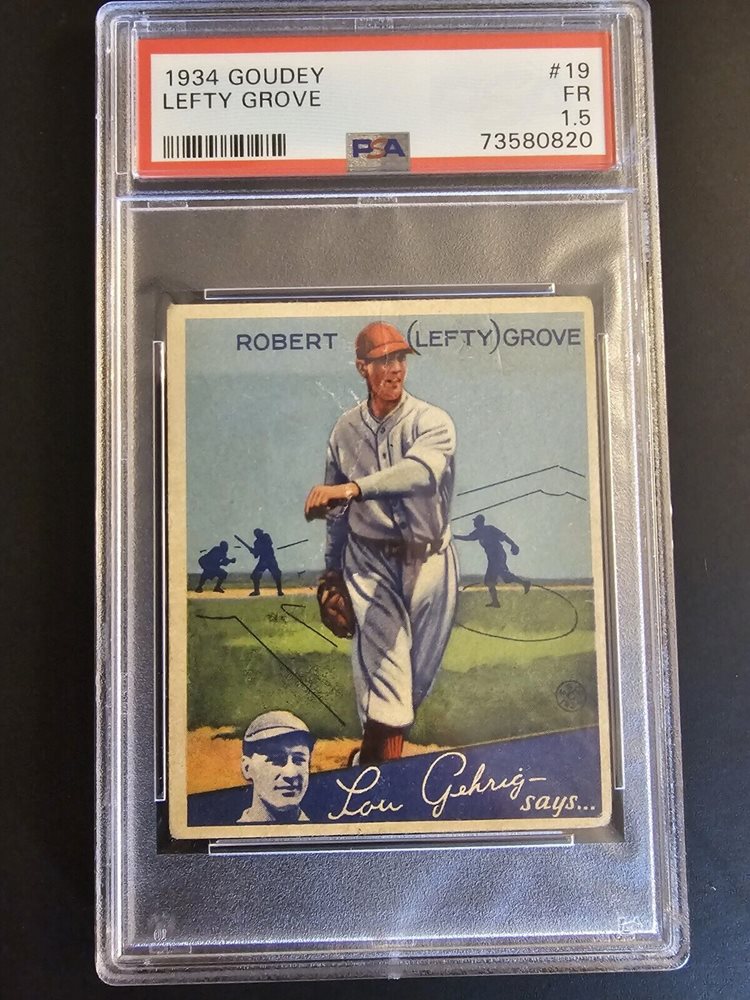 1934 GOUDEY #19
LEFTY GROVE FR
1.5
PSA 73580820
ROBERT (LEFTY) GROVE
Lou Gehrig—
says...